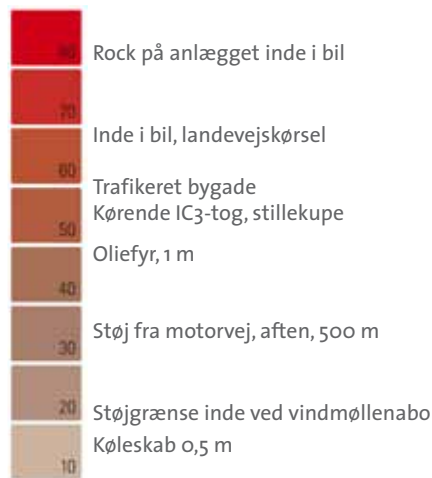 80
Rock på anlægget inde i bil
70
Inde i bil, landevejskørsel
60
Trafikeret bygade
Kørende IC3-tog, stillekupe
50
Oliefyr, 1 m
40
Støj fra motorvej, aften, 500 m
30
20
Støjgrænse inde ved vindmøllenabo
Køleskab 0,5 m
10